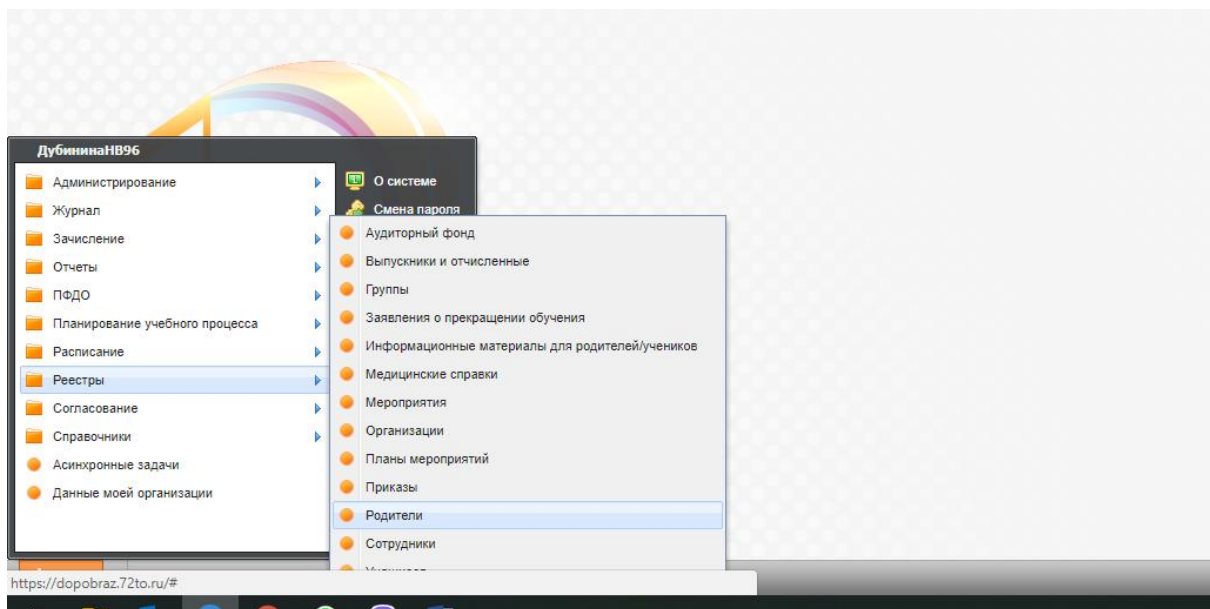 ДубининаНВ96
Администрирование
Журнал
Зачисление
Отчеты
ПФДО
Планирование учебного процесса
Расписание
Реестры
Согласование
Справочники
Асинхронные задачи
Данные моей организации
О системе
Смена пароля
Аудиторный фонд
Выпускники и отчисленные
Группы
Заявления о прекращении обучения
Информационные материалы для родителей/учеников
Медицинские справки
Мероприятия
Организации
Планы мероприятий
Приказы
Родители
Сотрудники
https://dopobraz.72to.ru/#